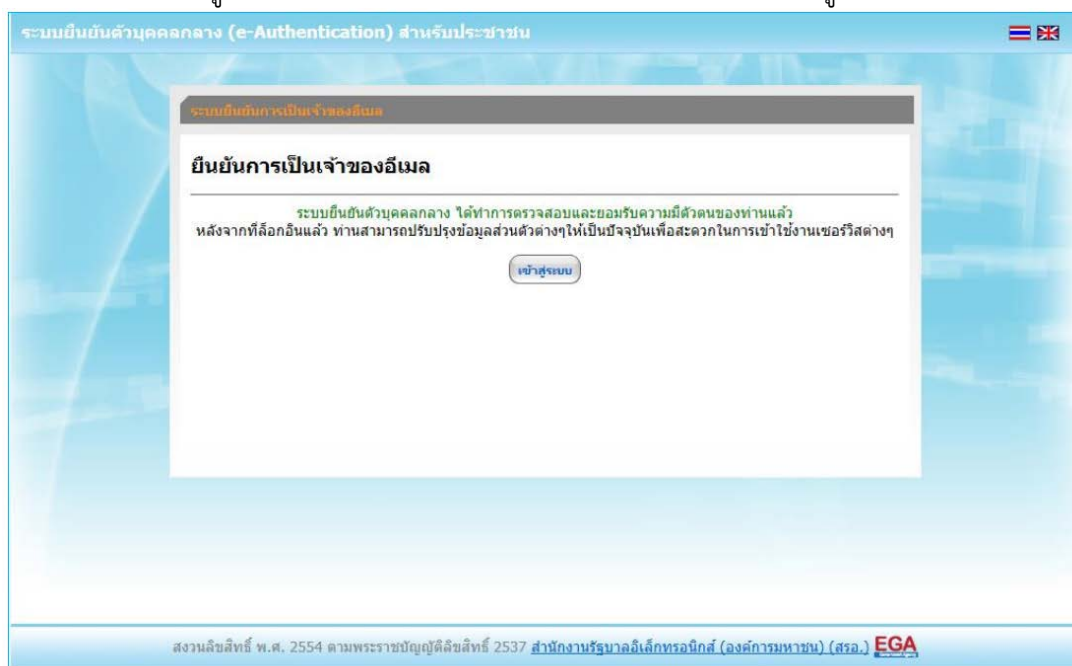 ระบบยืนยันตัวบุคคลกลาง (e-Authentication) สำหรับประชาชน
ระบบยืนยันการเป็นเจ้าของอีเมล
ยืนยันการเป็นเจ้าของอีเมล
ระบบยืนยันตัวบุคคลกลาง ได้ทำการตรวจสอบและยอมรับความมีตัวตนของท่านแล้ว
หลังจากที่ล็อกอินแล้ว ท่านสามารถปรับปรุงข้อมูลส่วนตัวต่างๆให้เป็นปัจจุบันเพื่อสะดวกในการเข้าใช้งานเซอร์วิสต่างๆ
เข้าสู่ระบบ
สงวนลิขสิทธิ์ พ.ศ. 2554 ตามพระราชบัญญัติลิขสิทธิ์ 2537 สำนักงานรัฐบาลอิเล็กทรอนิกส์ (องค์การมหาชน) (สรอ.) EGA